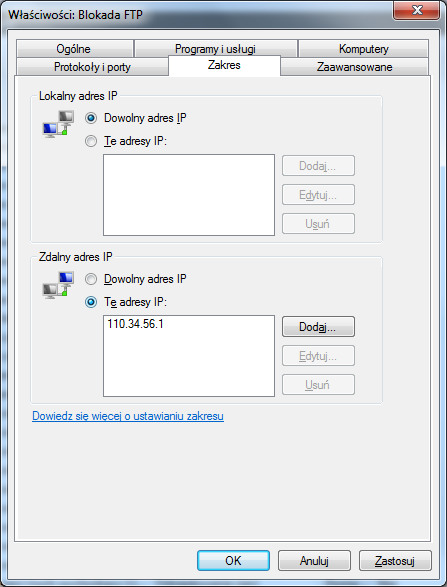 Właściwości: Blokada FTP
Ogólne Programy i usługi Komputery
Protokoły i porty Zakres Zaawansowane
Lokalny adres IP
Dowolny adres IP
Te adresy IP:
Dodaj...
Edytuj...
Usuń
Zdalny adres IP
Dowolny adres IP
Te adresy IP:
110.34.56.1
Dodaj...
Edytuj...
Usuń
Dowiedz się więcej o ustawianiu zakresu
OK Anuluj Zastosuj